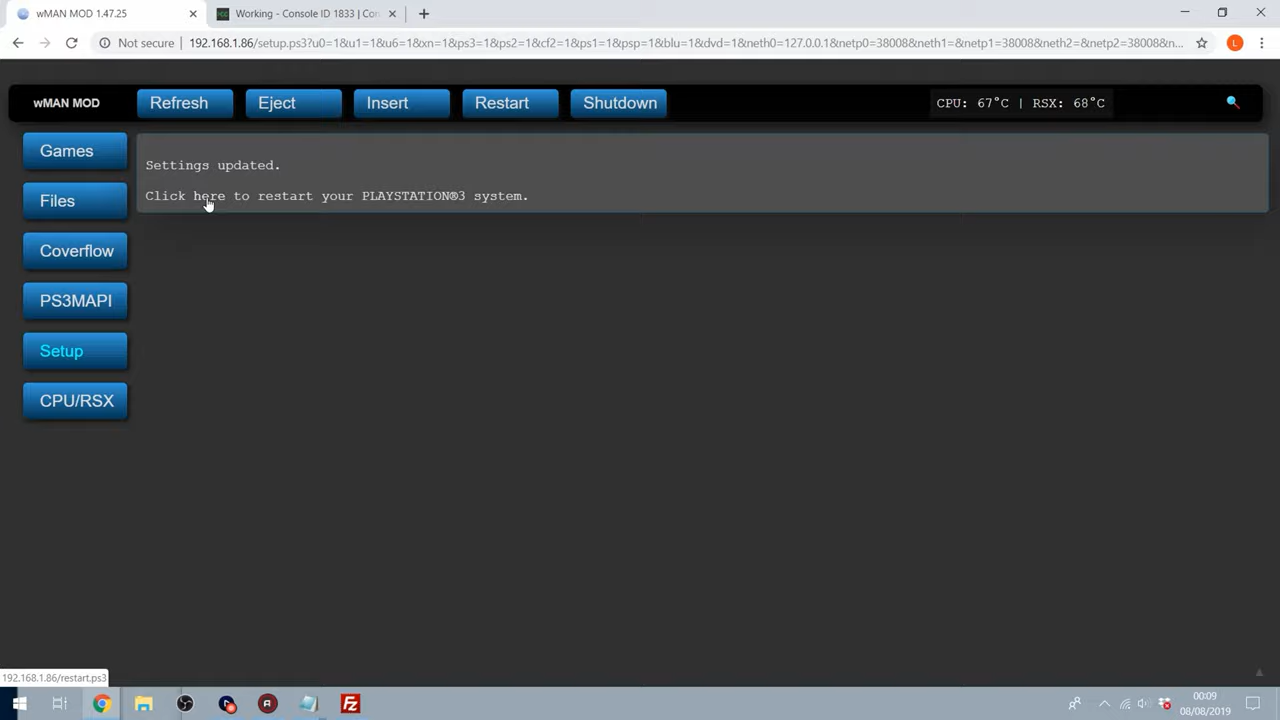 wMAN MOD 1.47.25
Working - Console ID 1833 | Con
Not secure | 192.168.1.86/setup.ps3?u0=1&u1=1&u6=1&xn=1&ps3=1&ps2=1&cf2=1&ps1=1&psp=1&blu=1&dvd=1&neth0=127.0.0.1&netp0=38008&neth1=&netp1=38008&neth2=&netp2=38008&n...
wMAN MOD
Refresh
Eject
Insert
Restart
Shutdown
CPU: 67°C | RSX: 68°C
Games
Settings updated.
Click here to restart your PLAYSTATION®3 system.
Files
Coverflow
PS3MAPI
Setup
CPU/RSX
192.168.1.86/restart.ps3
00:09
08/08/2019